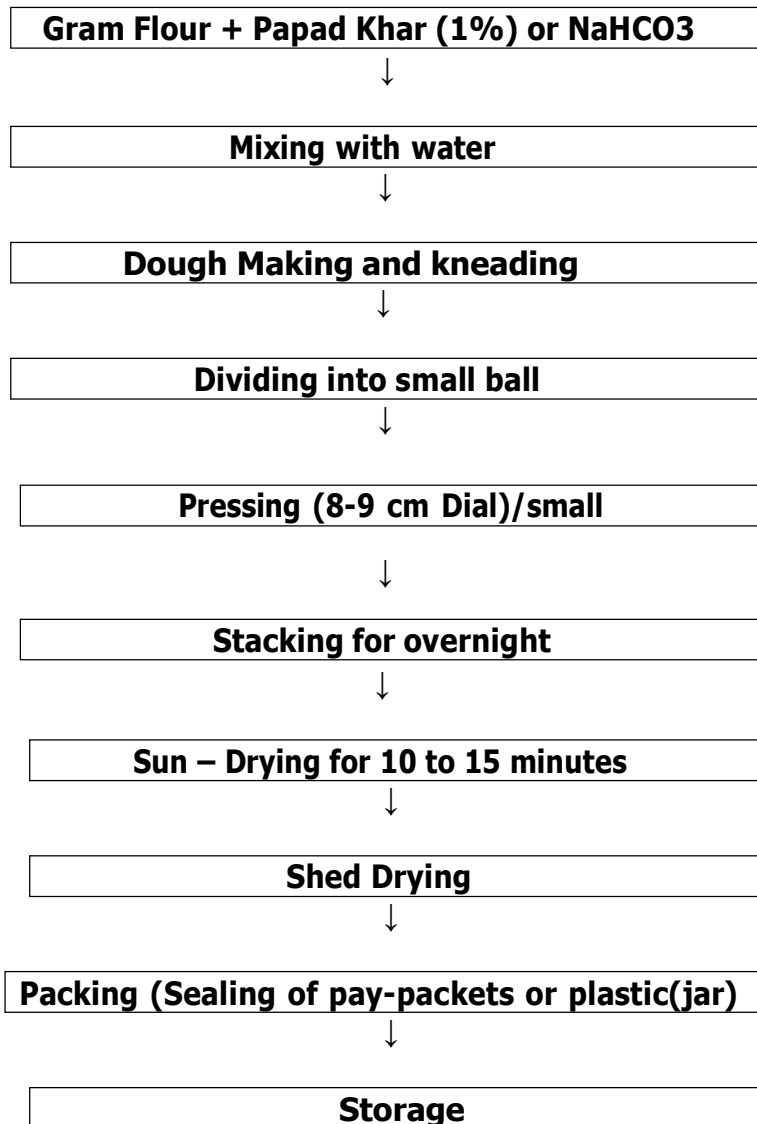 Gram Flour + Papad Khar (1%) or NaHCO3
↓
Mixing with water
↓
Dough Making and kneading
↓
Dividing into small ball
↓
Pressing (8-9 cm Dial)/small
↓
Stacking for overnight
↓
Sun – Drying for 10 to 15 minutes
↓
Shed Drying
↓
Packing (Sealing of pay-packets or plastic(jar)
↓
Storage